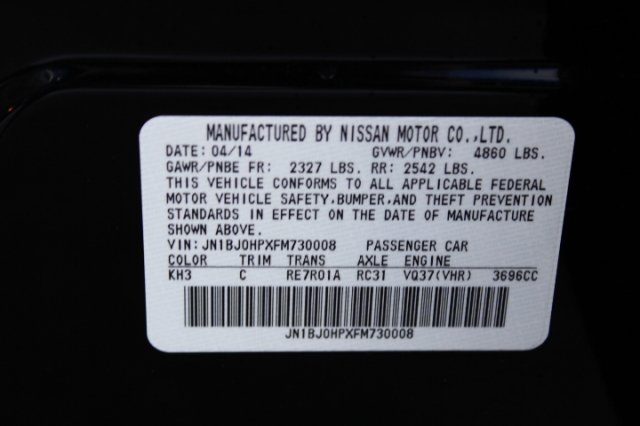 MANUFACTURED BY NISSAN MOTOR CO.,LTD.
DATE: 04/14 GVWR/PNBV: 4860 LBS.
GAWR/PNBE FR: 2327 LBS. RR: 2542 LBS.
THIS VEHICLE CONFORMS TO ALL APPLICABLE FEDERAL
MOTOR VEHICLE SAFETY,BUMPER,AND THEFT PREVENTION
STANDARDS IN EFFECT ON THE DATE OF MANUFACTURE
SHOWN ABOVE.
VIN: JN1BJ0HPXFM730008 PASSENGER CAR
COLOR TRIM TRANS AXLE ENGINE
KH3 C RE7R01A RC31 VQ37(VHR) 3696CC
JN1BJ0HPXFM730008